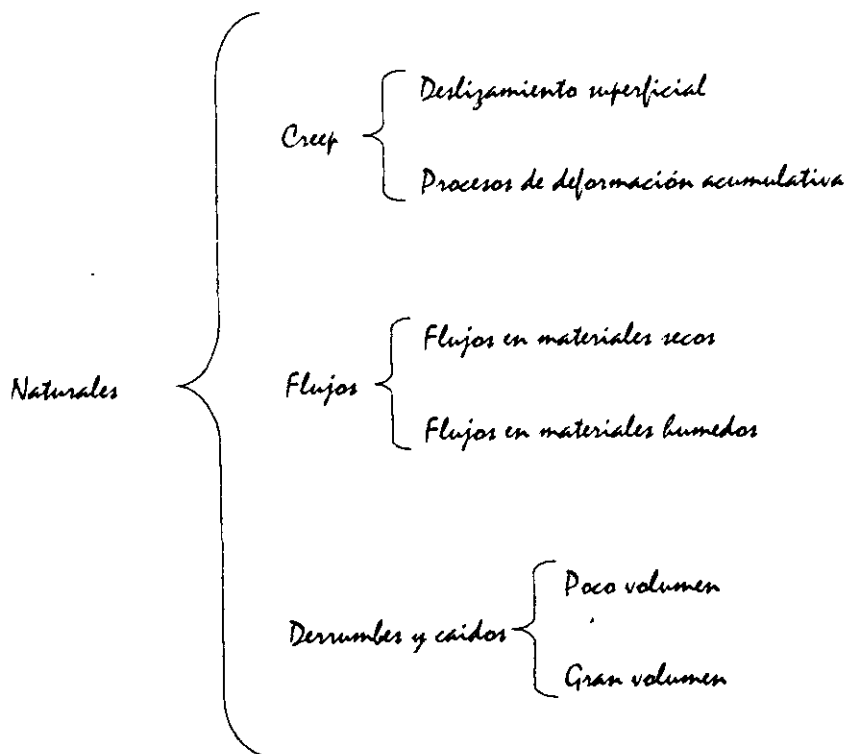 Deslizamiento superficial
Creep
Procesos de deformación acumulativa
Flujos en materiales secos
Naturales
Flujos
Flujos en materiales humedos
Poco volumen
Derrumbes y caidos
Gran volumen